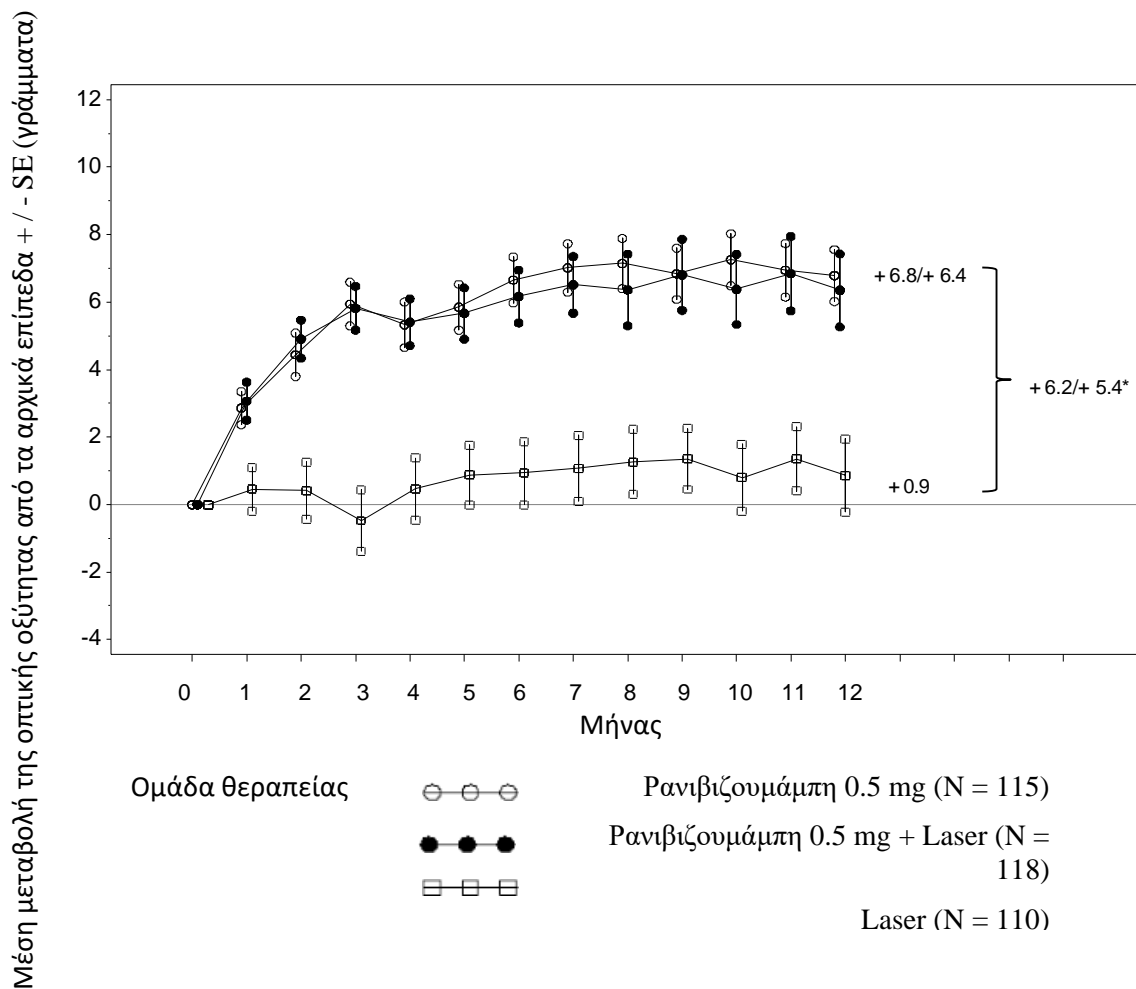 Μέση μεταβολή της οπτικής οξύτητας από τα αρχικά επίπεδα + / - SE (γράμματα)
12
10
8
6
4
2
0
-2
-4
+ 6.8/+ 6.4
+ 6.2/+ 5.4*
+ 0.9
0 1 2 3 4 5 6 7 8 9 10 11 12
Μήνας
Ομάδα θεραπείας
Ρανιβιζουμάμπη 0.5 mg (N = 115)
Ρανιβιζουμάμπη 0.5 mg + Laser (N =
118)
Laser (N = 110)